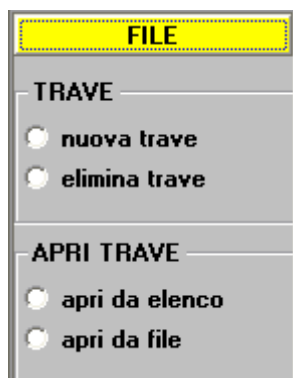 FILE
TRAVE
nuova trave
elimina trave
APRI TRAVE
apri da elenco
apri da file